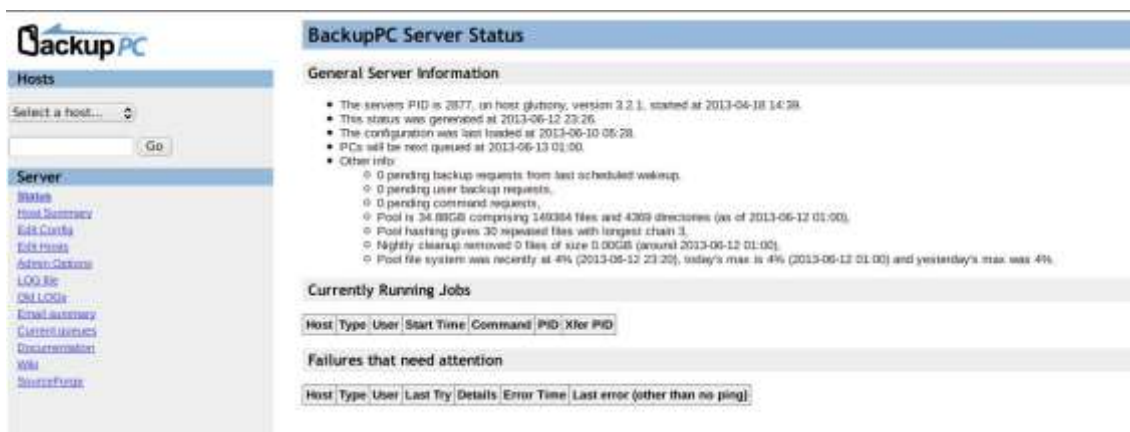 BackupPC
Hosts
Select a host...
Go
Server
Status
Host Summary
Edit Config
Edit Hosts
Admin Options
LOG file
Old LOGs
Email summary
Current queues
Documentation
Wiki
SourceForge
BackupPC Server Status
General Server Information
The servers PID is 2877, on host gluttony, version 3.2.1, started at 2013-04-18 14:39.
This status was generated at 2013-06-12 23:26.
The configuration was last loaded at 2013-06-10 05:28.
PCs will be next queued at 2013-06-13 01:00.
Other info:
0 pending backup requests from last scheduled wakeup,
0 pending user backup requests,
0 pending command requests,
Pool is 34.88GB comprising 149384 files and 4369 directories (as of 2013-06-12 01:00),
Pool hashing gives 30 repeated files with longest chain 3,
Nightly cleanup removed 0 files of size 0.00GB (around 2013-06-12 01:00),
Pool file system was recently at 4% (2013-06-12 23:20), today's max is 4% (2013-06-12 01:00) and yesterday's max was 4%.
Currently Running Jobs
Host Type User Start Time Command PID Xfer PID
Failures that need attention
Host Type User Last Try Details Error Time Last error (other than no ping)